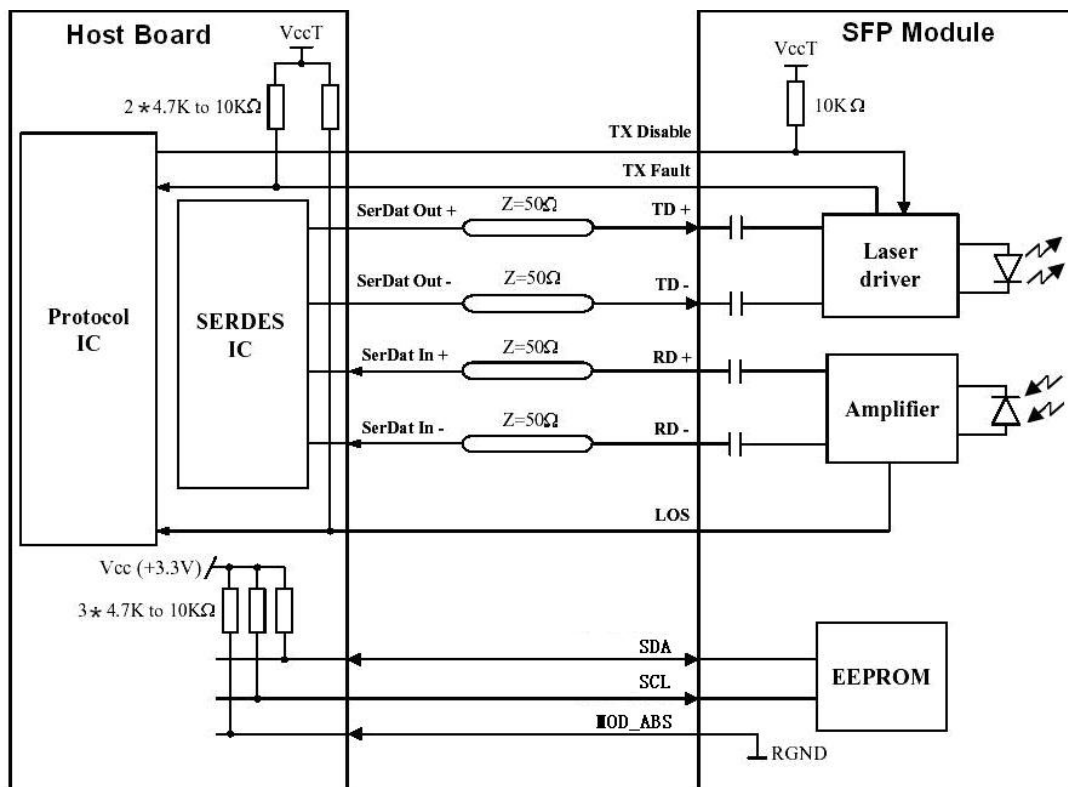 Host Board
SFP Module
VccT
VccT
2*4.7K to 10KΩ
10KΩ
TX Disable
TX Fault
SerDat Out +
Z=50Ω
TD +
SerDat Out -
Z=50Ω
TD -
Laser
driver
Protocol
IC
SERDES
IC
SerDat In +
Z=50Ω
RD +
SerDat In -
Z=50Ω
RD -
Amplifier
LOS
Vcc (+3.3V)
3*4.7K to 10KΩ
SDA
SCL
MOD_ABS
EEPROM
RGND